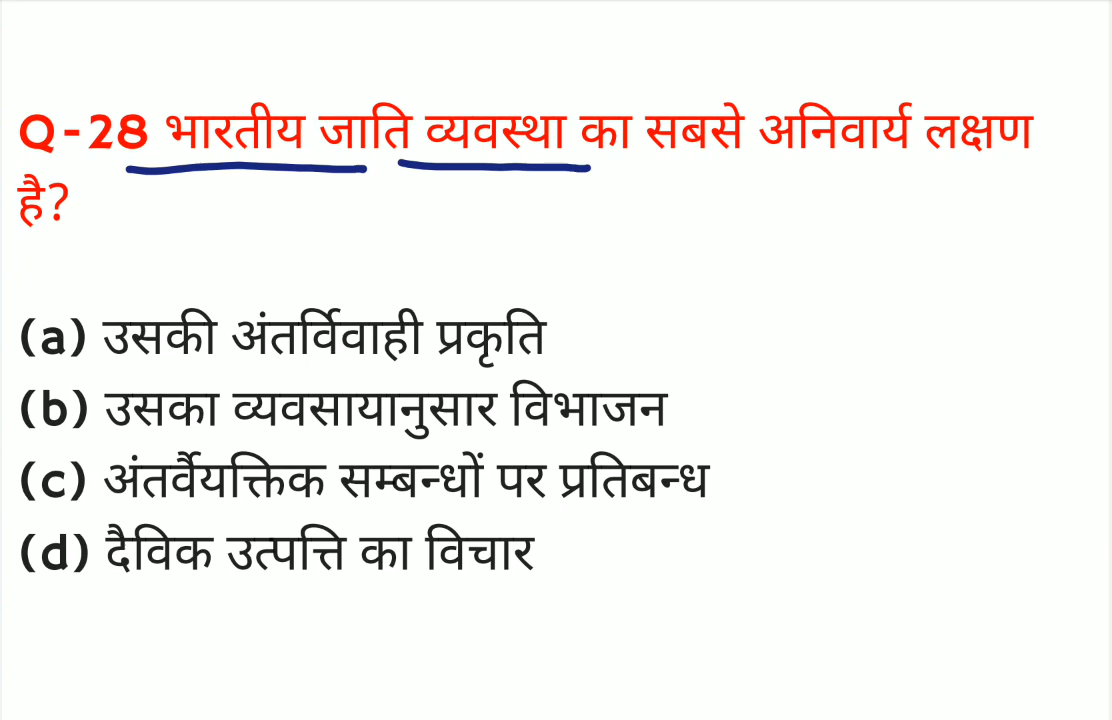 Q-28 भारतीय जाति व्यवस्था का सबसे अनिवार्य लक्षण
है?
(a) उसकी अंतर्विवाही प्रकृति
(b) उसका व्यवसायानुसार विभाजन
(c) अंतर्वैयक्तिक सम्बन्धों पर प्रतिबन्ध
(d) दैविक उत्पत्ति का विचार